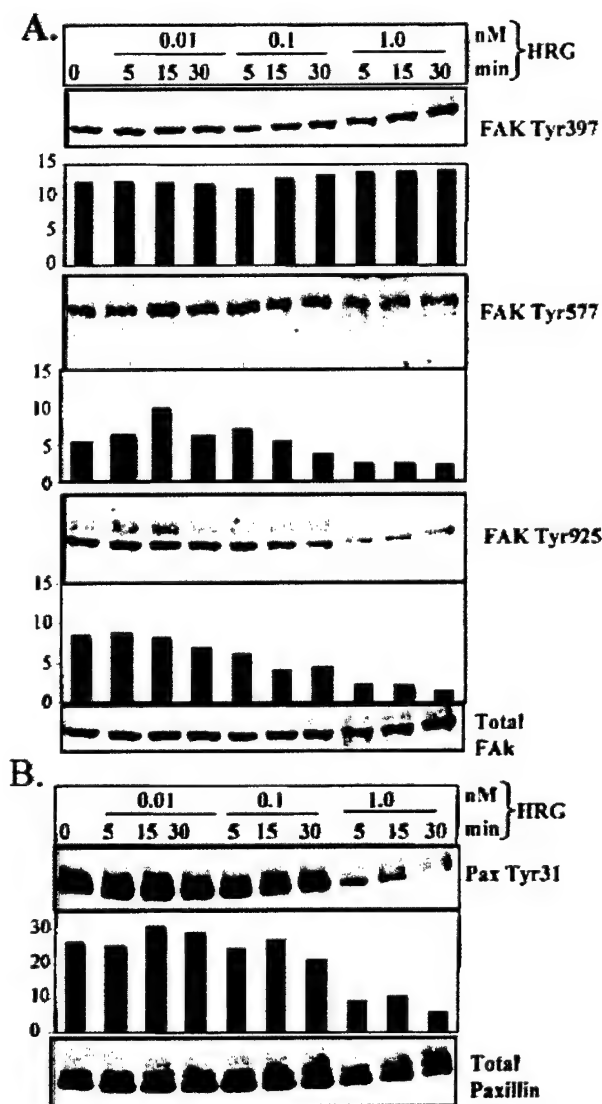 A.
0.01 0.1 1.0 nM
0 5 15 30 5 15 30 5 15 30 min } HRG
FAK Tyr397
15
10
5
0
FAK Tyr577
15
10
5
0
FAK Tyr925
15
10
5
0
Total
FAk
B.
0.01 0.1 1.0 nM
0 5 15 30 5 15 30 5 15 30 min } HRG
Pax Tyr31
30
20
10
0
Total
Paxillin